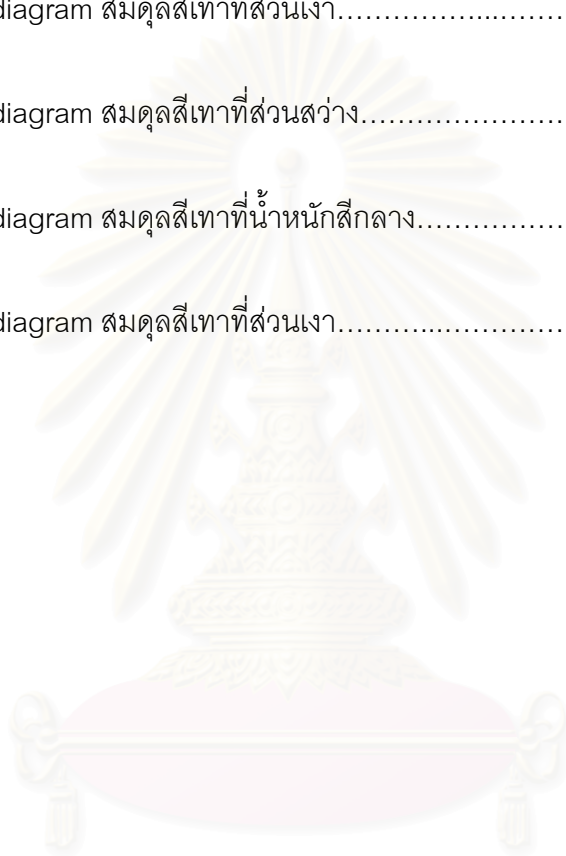 diagram สมดุลสีเทาที่ส่วนเงา……………...……
diagram สมดุลสีเทาที่ส่วนสว่าง…………………
diagram สมดุลสีเทาที่น้ำหนักสีกลาง……………
diagram สมดุลสีเทาที่ส่วนเงา………...…………